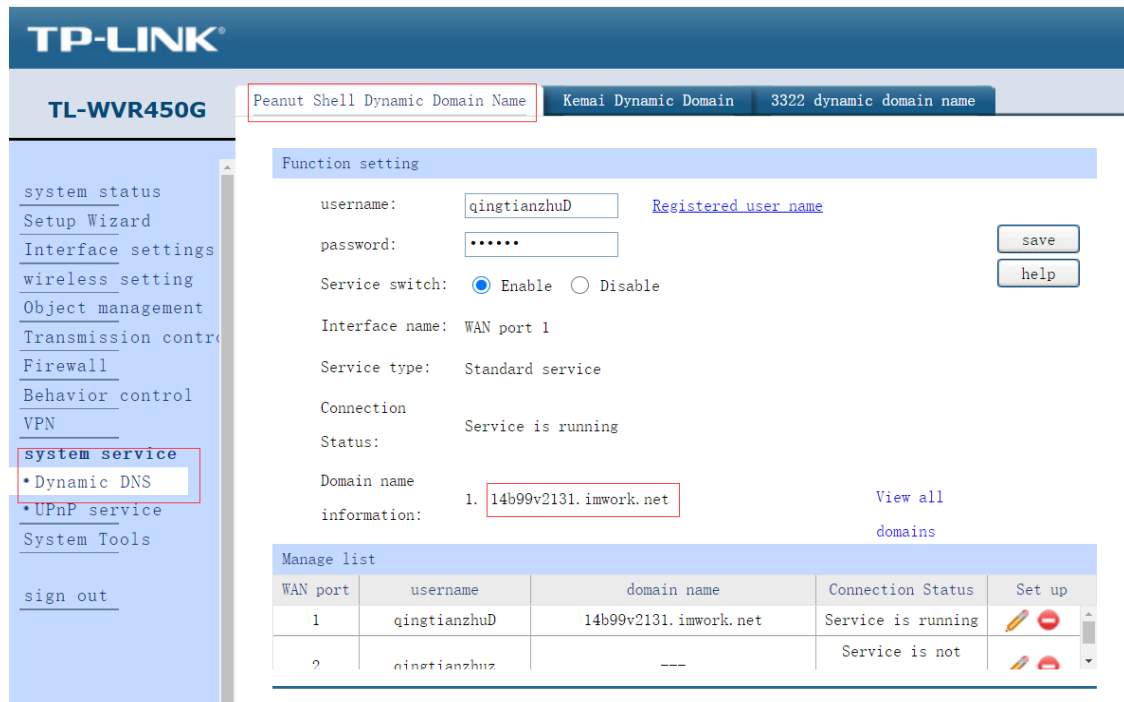 TP-LINK®
TL-WVR450G
Peanut Shell Dynamic Domain Name
Kemai Dynamic Domain
3322 dynamic domain name
system status
Setup Wizard
Interface settings
wireless setting
Object management
Transmission contro
Firewall
Behavior control
VPN
system service
•Dynamic DNS
•UPnP service
System Tools
sign out
Function setting
username: qingtianzhuD Registered user name
password: ••••••
save
help
Service switch: Enable Disable
Interface name: WAN port 1
Service type: Standard service
Connection
Status:
Service is running
Domain name
information:
1. 14b99v2131.imwork.net
View all
domains
Manage list
WAN port username domain name Connection Status Set up
1 qingtianzhuD 14b99v2131.imwork.net Service is running
2 qingtianzhuz --- Service is not